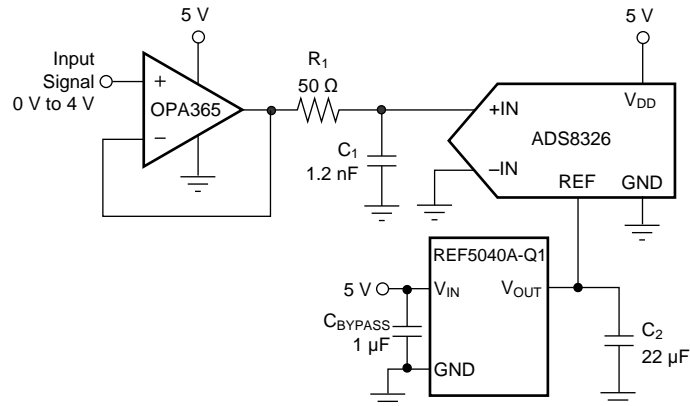 5 V
Input
Signal
0 V to 4 V
+
–
OPA365
R1
50 Ω
C1
1.2 nF
5 V
VDD
+IN
ADS8326
–IN
REF
GND
REF5040A-Q1
5 V
VIN
VOUT
CBYPASS
1 µF
GND
C2
22 µF